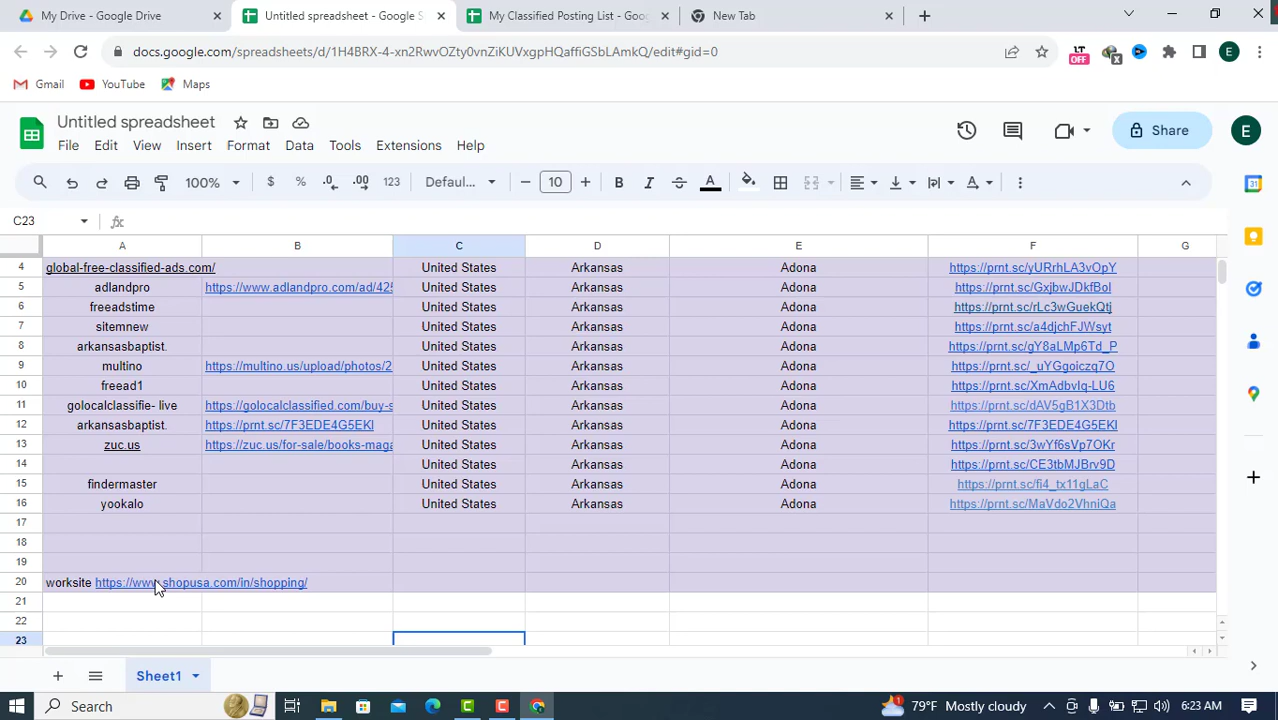 My Drive - Google Drive
Untitled spreadsheet - Google S
My Classified Posting List - Goog
New Tab
docs.google.com/spreadsheets/d/1H4BRX-4-xn2RwvOZty0vnZiKUVxgpHQaffiGSbLAmkQ/edit#gid=0
LT
OFF
E
Gmail
YouTube
Maps
Untitled spreadsheet
File Edit View Insert Format Data Tools Extensions Help
Share
E
100%
$ % .0 .00 123
Defaul...
10
B I A
C23
fx
A B C D E F G
4 global-free-classified-ads.com/ United States Arkansas Adona https://prnt.sc/yURrhLA3vOpY
5 adlandpro https://www.adlandpro.com/ad/425 United States Arkansas Adona https://prnt.sc/GxjbwJDkfBol
6 freeadstime United States Arkansas Adona https://prnt.sc/rLc3wGuekQtj
7 sitemnew United States Arkansas Adona https://prnt.sc/a4djchFJWsyt
8 arkansasbaptist. United States Arkansas Adona https://prnt.sc/gY8aLMp6Td_P
9 multino https://multino.us/upload/photos/2 United States Arkansas Adona https://prnt.sc/_uYGgoiczq7O
10 freead1 United States Arkansas Adona https://prnt.sc/XmAdbvIq-LU6
11 golocalclassifie- live https://golocalclassified.com/buy-s United States Arkansas Adona https://prnt.sc/dAV5gB1X3Dtb
12 arkansasbaptist. https://prnt.sc/7F3EDE4G5EKl United States Arkansas Adona https://prnt.sc/7F3EDE4G5EKl
13 zuc.us https://zuc.us/for-sale/books-maga United States Arkansas Adona https://prnt.sc/3wYf6sVp7OKr
14 United States Arkansas Adona https://prnt.sc/CE3tbMJBrv9D
15 findermaster United States Arkansas Adona https://prnt.sc/fi4_tx11gLaC
16 yookalo United States Arkansas Adona https://prnt.sc/MaVdo2VhniQa
17
18
19
20 worksite https://www.shopusa.com/in/shopping/
21
22
23
Sheet1
Search
79°F Mostly cloudy
6:23 AM